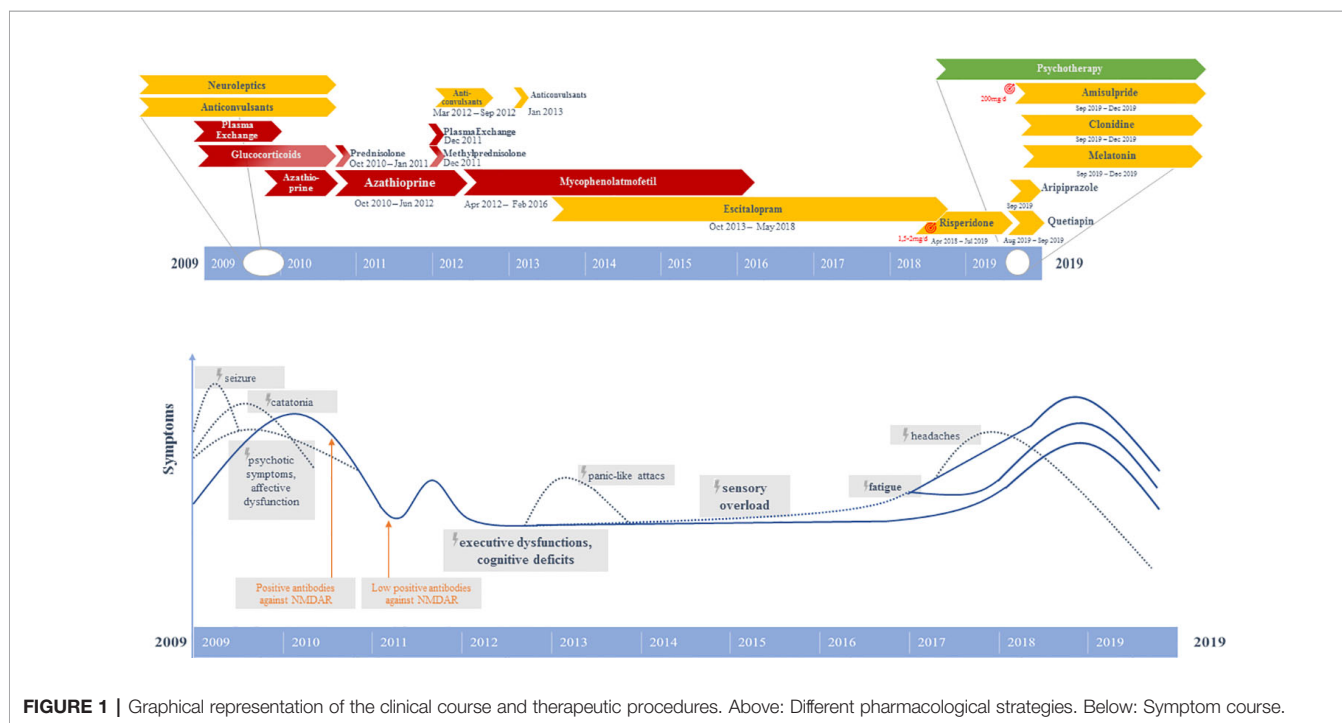 Neuroleptics
Anticonvulsants
Plasma
Exchange
Glucocorticoids
Azathio-
prine
Prednisolone
Oct 2010–Jan 2011
Azathioprine
Oct 2010–Jun 2012
Anti-
convulsants
Mar 2012–Sep 2012
Anticonvulsants
Jan 2013
Plasma Exchange
Dec 2011
Methylprednisolone
Dec 2011
Mycophenolatmofetil
Apr 2012– Feb 2016
Escitalopram
Oct 2013– May 2018
Psychotherapy
200mg/d
Amisulpride
Sep 2019 – Dec 2019
Clonidine
Sep 2019 – Dec 2019
Melatonin
Sep 2019 – Dec 2019
Aripiprazole
Sep 2019
Risperidone
1,5-2mg/d
Apr 2018 – Jul 2019
Quetiapin
Aug 2019 – Sep 2019
2009 2009 2010 2011 2012 2013 2014 2015 2016 2017 2018 2019 2019
Symptoms
seizure
catatonia
psychotic
symptoms,
affective
dysfunction
Positive antibodies
against NMDAR
Low positive antibodies
against NMDAR
executive dysfunctions,
cognitive deficits
panic-like attacs
sensory
overload
fatigue
headaches
2009 2009 2010 2011 2012 2013 2014 2015 2016 2017 2018 2019 2019
FIGURE 1 | Graphical representation of the clinical course and therapeutic procedures. Above: Different pharmacological strategies. Below: Symptom course.